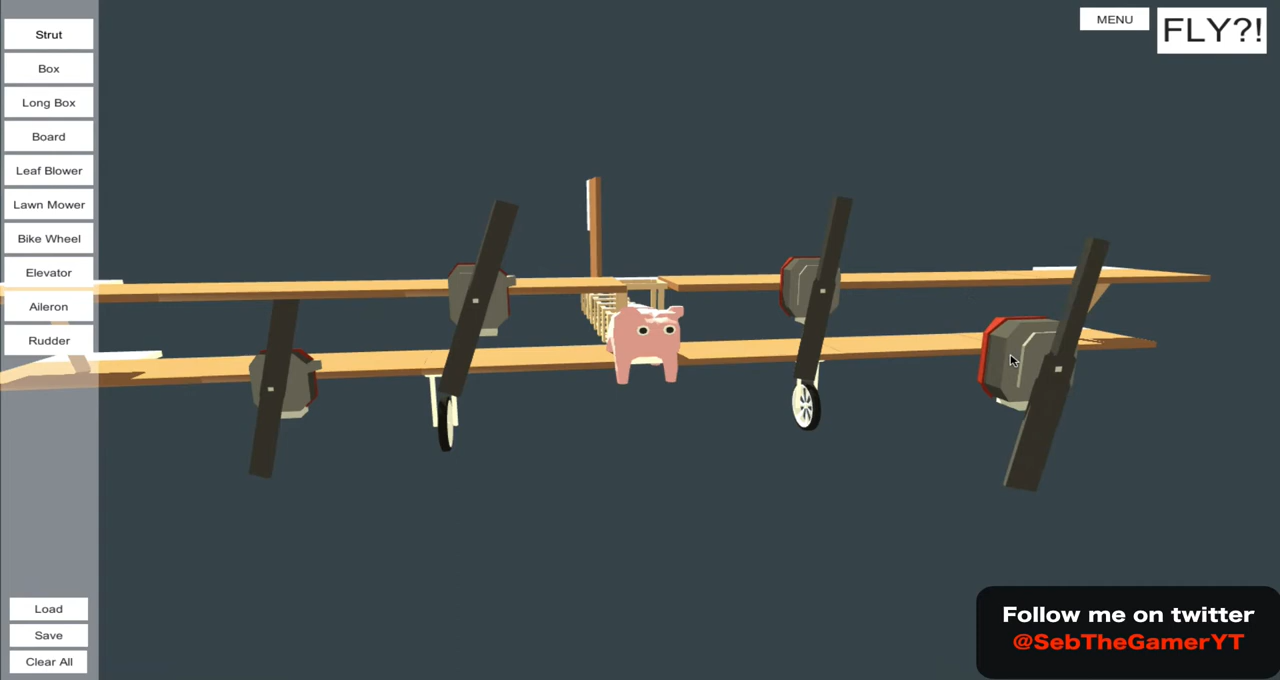 Strut
Box
Long Box
Board
Leaf Blower
Lawn Mower
Bike Wheel
Elevator
Aileron
Rudder
Load
Save
Clear All
MENU
FLY?!
Follow me on twitter
@SebTheGamerYT